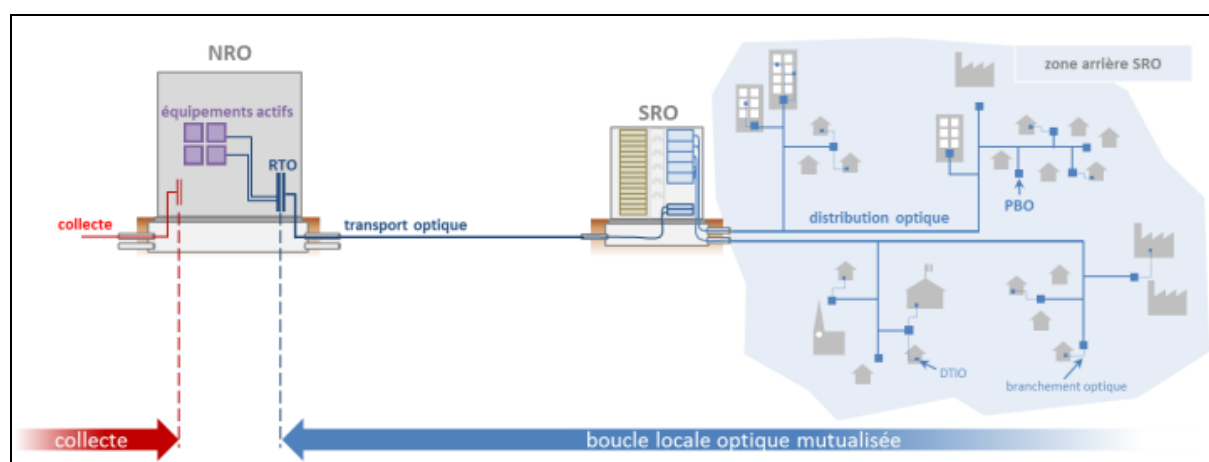 NRO
équipements actifs
RTO
collecte
transport optique
SRO
zone arrière SRO
PBO
distribution optique
DTIO
branchement optique
collecte
boucle locale optique mutualisée